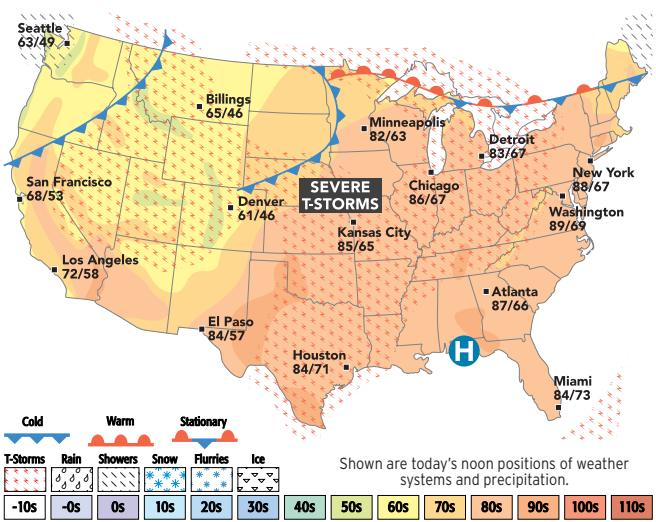 Seattle
63/49
Billings
65/46
Minneapolis
82/63
Detroit
83/67
New York
88/67
San Francisco
68/53
Denver
61/46
SEVERE
T-STORMS
Chicago
86/67
Washington
89/69
Kansas City
85/65
Los Angeles
72/58
Atlanta
87/66
El Paso
84/57
H
Houston
84/71
Miami
84/73
Cold
Warm
Stationary
T-Storms
Rain
Showers
Snow
Flurries
Ice
Shown are today's noon positions of weather
systems and precipitation.
-10s -0s 0s 10s 20s 30s 40s 50s 60s 70s 80s 90s 100s 110s